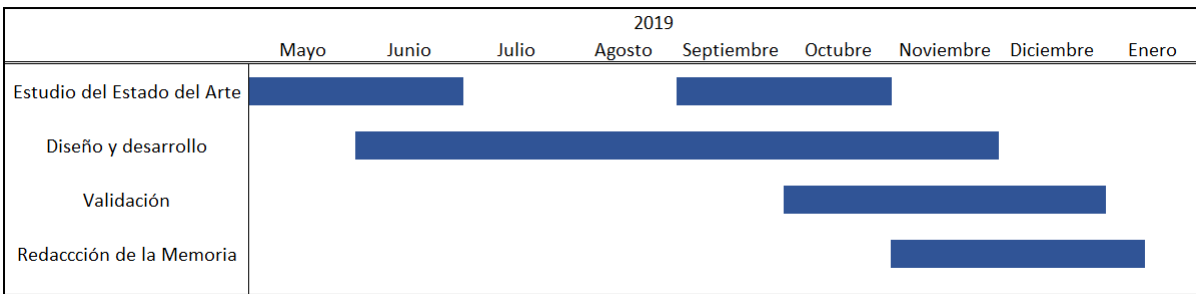 2019
Mayo Junio Julio Agosto Septiembre Octubre Noviembre Diciembre Enero
Estudio del Estado del Arte
Diseño y desarrollo
Validación
Redaccción de la Memoria